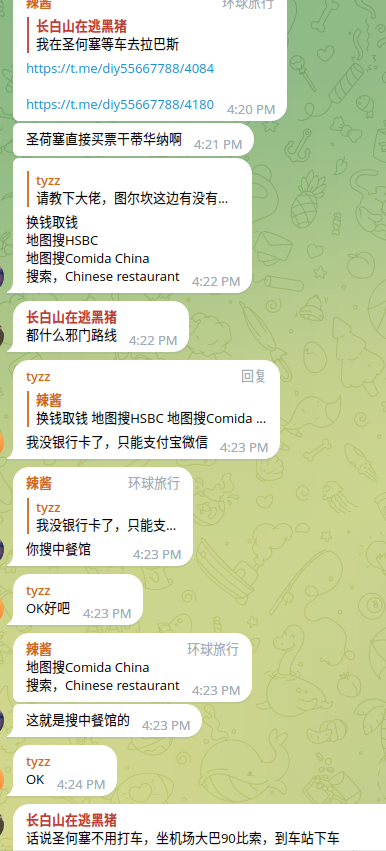 辣酱 环球旅行
长白山在逃黑猪
我在圣何塞等车去拉巴斯
https://t.me/diy55667788/4084
https://t.me/diy55667788/4180 4:20 PM
圣荷塞直接买票干蒂华纳啊 4:21 PM
tyzz
请教下大佬，图尔坎这边有没有...
换钱取钱
地图搜HSBC
地图搜Comida China
搜索，Chinese restaurant 4:22 PM
长白山在逃黑猪
都什么邪门路线 4:22 PM
tyzz 回复
辣酱
换钱取钱 地图搜HSBC 地图搜Comida ...
我没银行卡了，只能支付宝微信 4:23 PM
辣酱 环球旅行
tyzz
我没银行卡了，只能支...
你搜中餐馆 4:23 PM
tyzz
OK好吧 4:23 PM
辣酱 环球旅行
地图搜Comida China
搜索，Chinese restaurant 4:23 PM
这就是搜中餐馆的 4:23 PM
tyzz
OK 4:24 PM
长白山在逃黑猪
话说圣何塞不用打车，坐机场大巴90比索，到车站下车